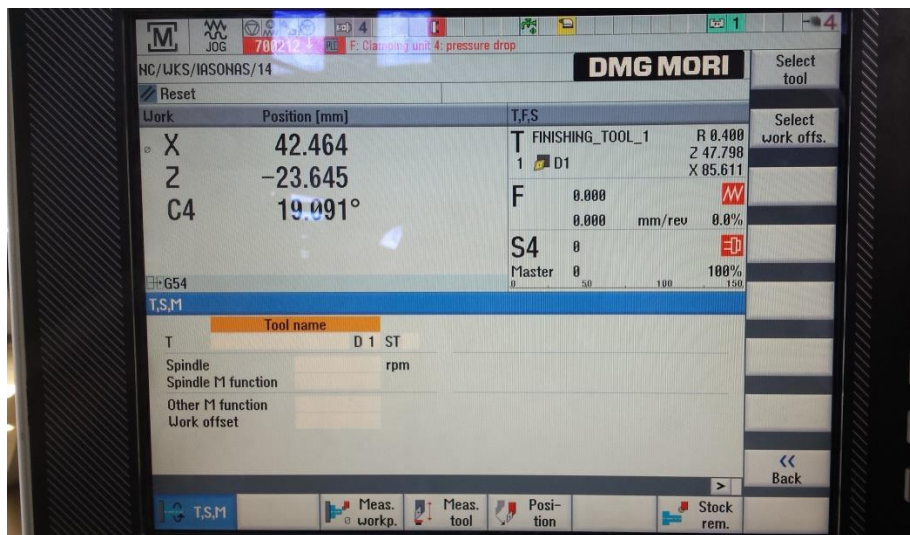 M
JOG
4
1
4
700212 ↓
F: Clamping unit 4: pressure drop
NC/WKS/IASONAS/14
DMG MORI
Select
tool
Reset
Work
Position [mm]
T,F,S
Select
work offs.
X
42.464
T
FINISHING_TOOL_1
R 0.400
1
D1
Z 47.798
X 85.611
Z
-23.645
C4
19.091°
F
0.000
0.000
mm/rev
0.0%
S4
0
Master
0
100%
0
50
100
150
G54
T,S,M
Tool name
T
D 1
ST
Spindle
rpm
Spindle M function
Other M function
Work offset
<<
Back
>
T,S,M
Meas.
workp.
Meas.
tool
Posi-
tion
Stock
rem.